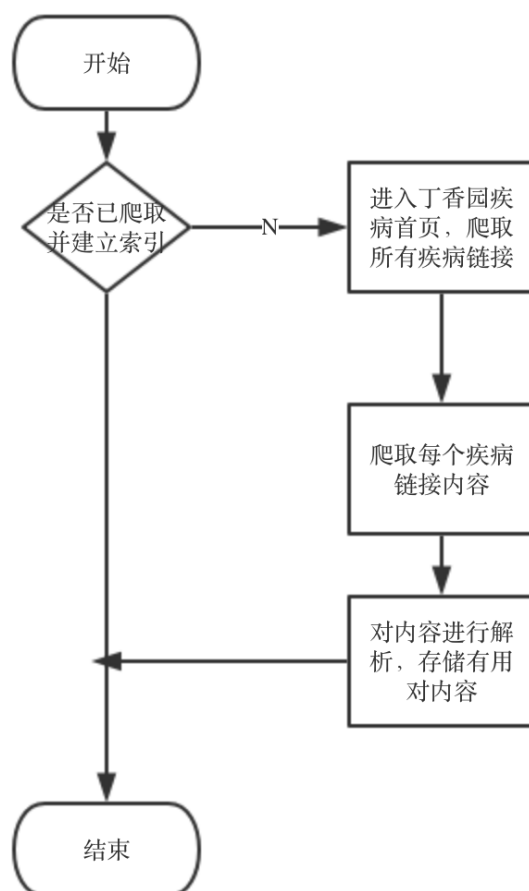 开始
是否已爬取
并建立索引
N
进入丁香园疾
病首页，爬取
所有疾病链接
爬取每个疾病
链接内容
对内容进行解
析，存储有用
对内容
结束